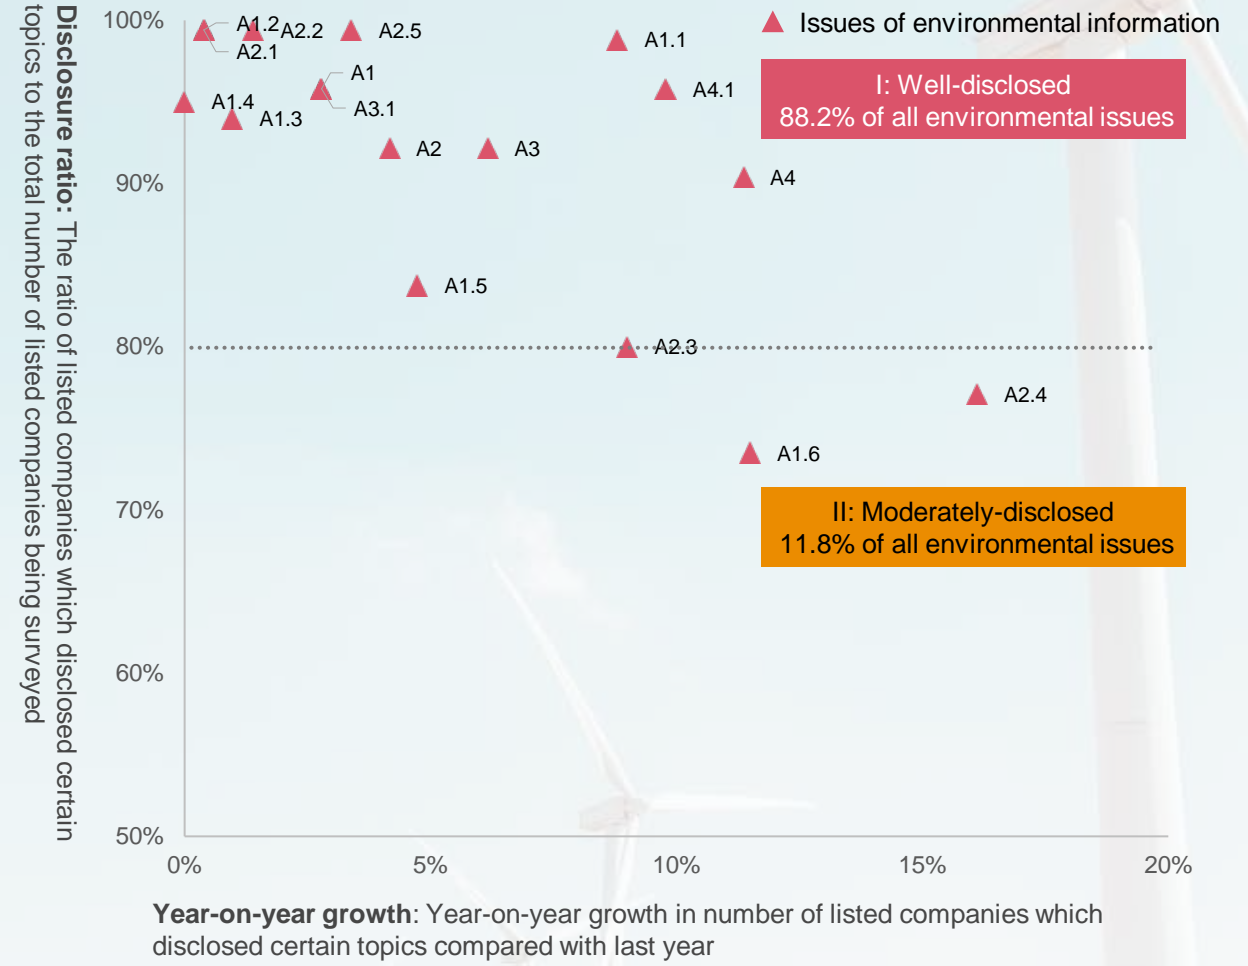 Disclosure ratio: The ratio of listed companies which disclosed certain
topics to the total number of listed companies being surveyed
Issues of environmental information
I: Well-disclosed
88.2% of all environmental issues
II: Moderately-disclosed
11.8% of all environmental issues
100%
90%
80%
70%
60%
50%
A1.2
A2.1
A2.2
A2.5
A1.1
A1
A3.1
A4.1
A1.4
A1.3
A2
A3
A4
A1.5
A2.3
A2.4
A1.6
0%
5%
10%
15%
20%
Year-on-year growth: Year-on-year growth in number of listed companies which
disclosed certain topics compared with last year